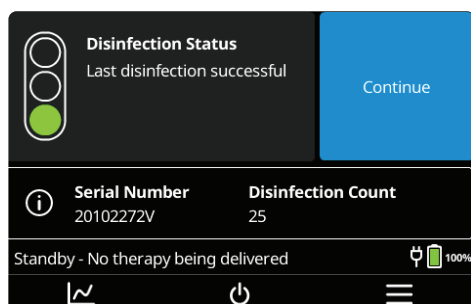 Disinfection Status
Last disinfection successful
Continue
Serial Number
Disinfection Count
20102272V
25
Standby - No therapy being delivered
100%